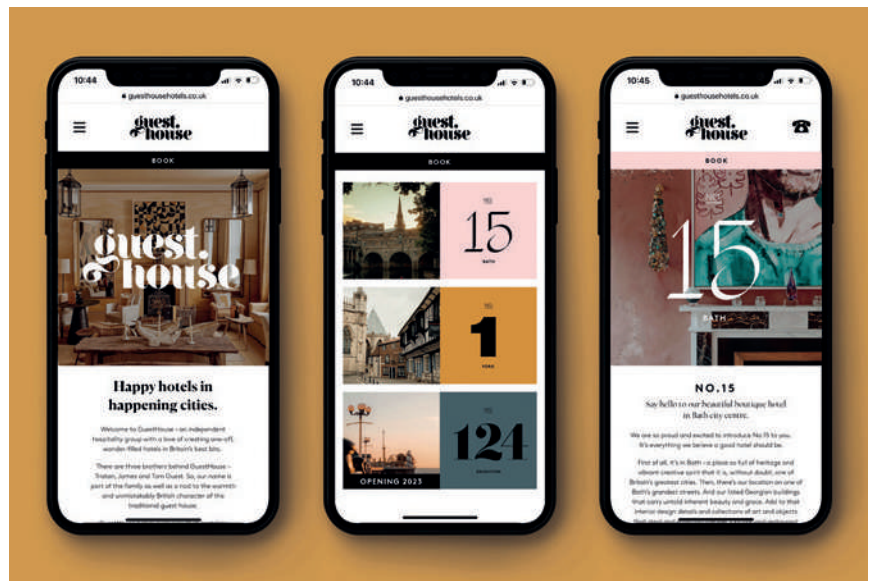 10:44
guesthousehotels.co.uk
guest.
house
BOOK
guest.
house
Happy hotels in
happening cities.
Welcome to GuestHouse - an independent
hospitality group with a love of creating one-off,
wonder-filled hotels in Britain's best bits.
There are three brothers behind GuestHouse -
Tristan, James and Tom Guest. So, our name is
part of the family as well as a nod to the warmth
and unmistakably British character of the
traditional guest house.
10:44
guesthousehotels.co.uk
guest.
house
BOOK
No
15
BATH
No
1
YORK
OPENING 2023
No
124
BRIGHTON
10:45
guesthousehotels.co.uk
guest.
house
BOOK
No
15
BATH
NO.15
Say hello to our beautiful boutique hotel
in Bath city centre.
We are so proud and excited to introduce No.15 to you.
It's everything we believe a good hotel should be.
First of all, it's in Bath - a place so full of heritage and
vibrant creative spirit that it is, without doubt, one of
Britain's greatest cities. Then, there's our location on one of
Bath's grandest streets. And our listed Georgian buildings
that carry untold inherent beauty and grace. Add to that
interior design details and collections of art and objects